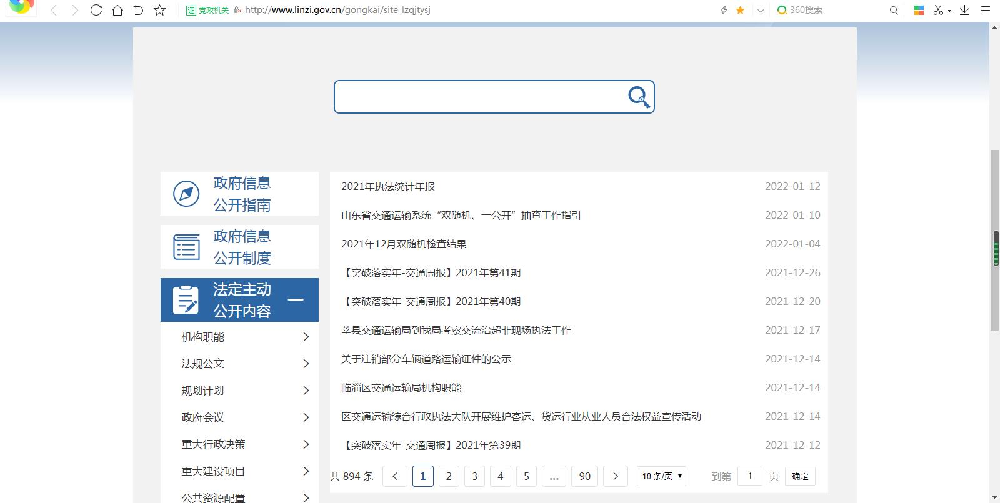 证 党政机关 http://www.linzi.gov.cn/gongkai/site_lzqjtysj 360搜索
政府信息
公开指南
政府信息
公开制度
法定主动
公开内容
机构职能
法规公文
规划计划
政府会议
重大行政决策
重大建设项目
公共资源配置
2021年执法统计年报 2022-01-12
山东省交通运输系统“双随机、一公开”抽查工作指引 2022-01-10
2021年12月双随机检查结果 2022-01-04
【突破落实年-交通周报】2021年第41期 2021-12-26
【突破落实年-交通周报】2021年第40期 2021-12-20
莘县交通运输局到我局考察交流治超非现场执法工作 2021-12-17
关于注销部分车辆道路运输证件的公示 2021-12-14
临淄区交通运输局机构职能 2021-12-14
区交通运输综合行政执法大队开展维护客运、货运行业从业人员合法权益宣传活动 2021-12-14
【突破落实年-交通周报】2021年第39期 2021-12-12
共 894 条 < 1 2 3 4 5 ... 90 > 10 条/页 到第 1 页 确定